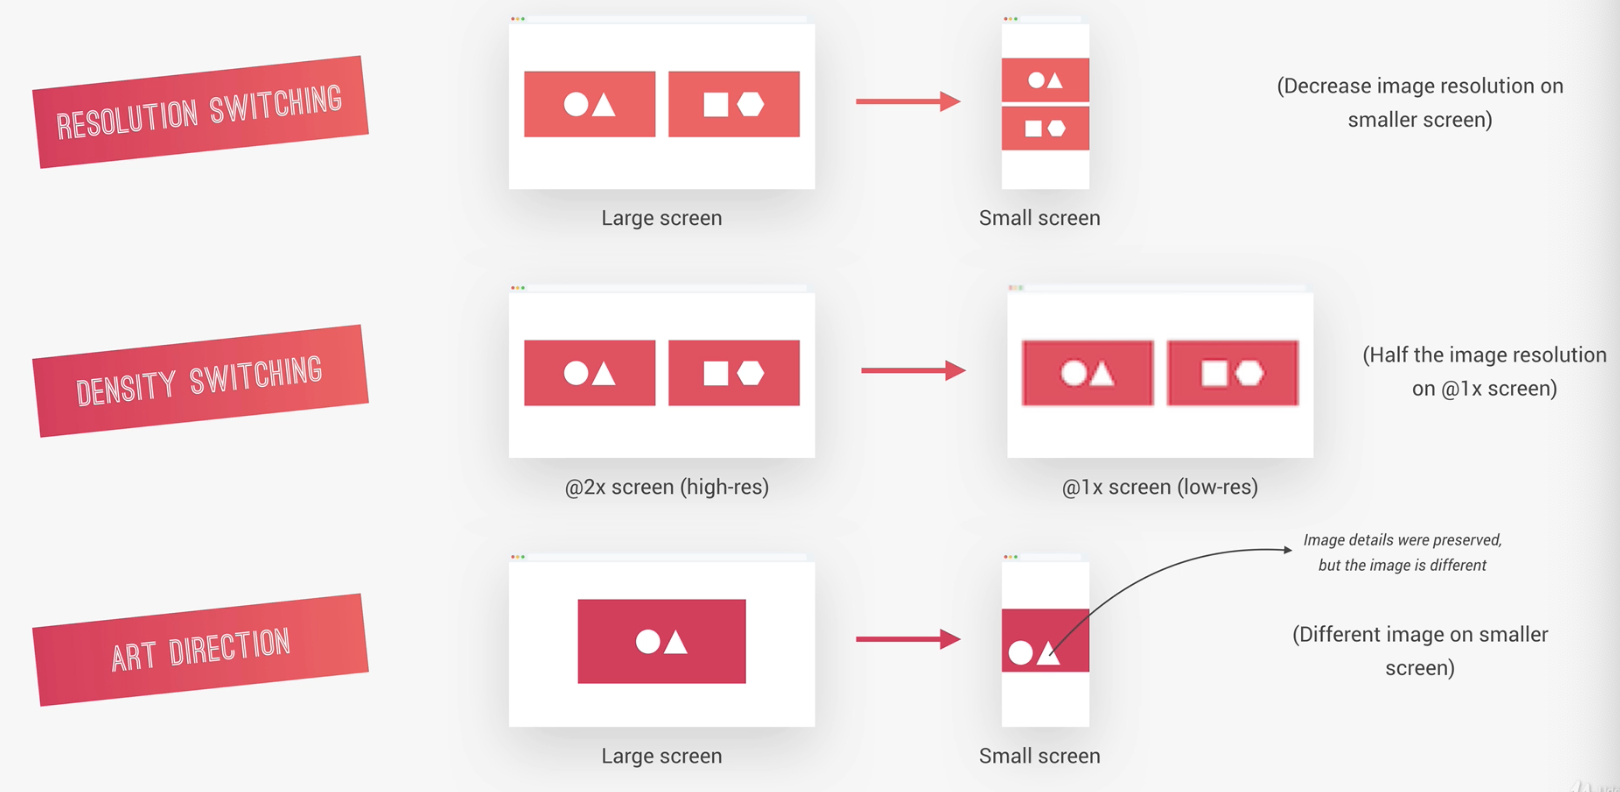 RESOLUTION SWITCHING
Large screen
Small screen
(Decrease image resolution on
smaller screen)
DENSITY SWITCHING
@2x screen (high-res)
@1x screen (low-res)
(Half the image resolution
on @1x screen)
ART DIRECTION
Large screen
Small screen
Image details were preserved,
but the image is different
(Different image on smaller
screen)